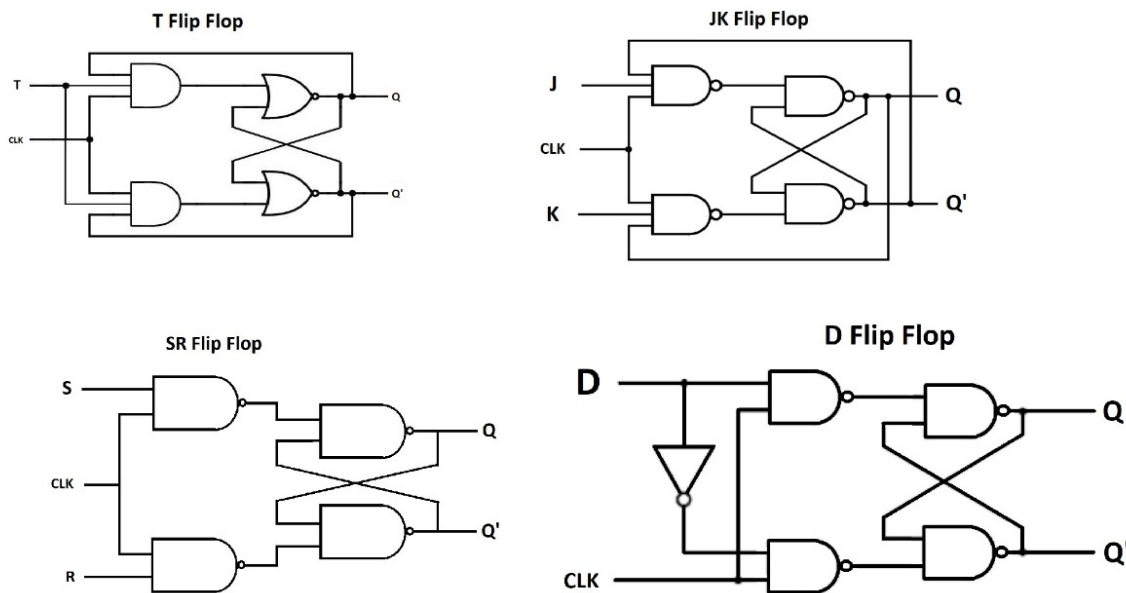 T Flip Flop
T
CLK
Q
Q'
JK Flip Flop
J
CLK
K
Q
Q'
SR Flip Flop
S
CLK
R
Q
Q'
D Flip Flop
D
CLK
Q
Q'